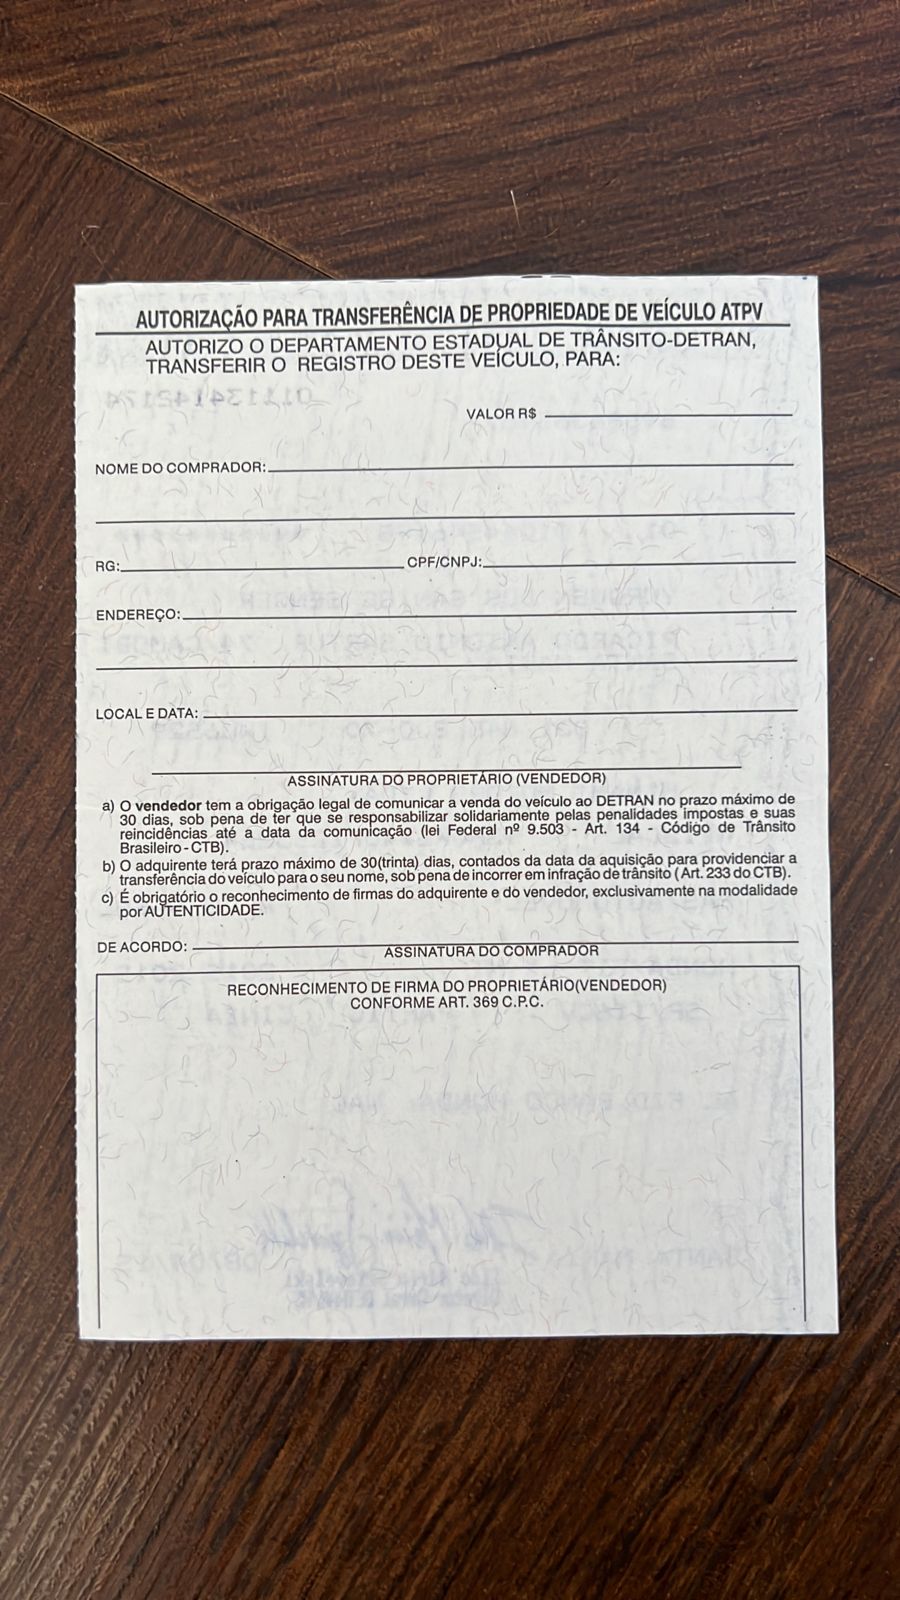 AUTORIZAÇÃO PARA TRANSFERÊNCIA DE PROPRIEDADE DE VEÍCULO ATPV
AUTORIZO O DEPARTAMENTO ESTADUAL DE TRÂNSITO-DETRAN,
TRANSFERIR O REGISTRO DESTE VEÍCULO, PARA:
VALOR R$
NOME DO COMPRADOR:
RG: CPF/CNPJ:
ENDEREÇO:
LOCAL E DATA:
ASSINATURA DO PROPRIETÁRIO (VENDEDOR)
a) O vendedor tem a obrigação legal de comunicar a venda do veículo ao DETRAN no prazo máximo de
30 dias, sob pena de ter que se responsabilizar solidariamente pelas penalidades impostas e suas
reincidências até a data da comunicação (lei Federal nº 9.503 - Art. 134 - Código de Trânsito
Brasileiro - CTB).
b) O adquirente terá prazo máximo de 30(trinta) dias, contados da data da aquisição para providenciar a
transferência do veículo para o seu nome, sob pena de incorrer em infração de trânsito ( Art. 233 do CTB).
c) É obrigatório o reconhecimento de firmas do adquirente e do vendedor, exclusivamente na modalidade
por AUTENTICIDADE.
DE ACORDO:
ASSINATURA DO COMPRADOR
RECONHECIMENTO DE FIRMA DO PROPRIETÁRIO(VENDEDOR)
CONFORME ART. 369 C.P.C.